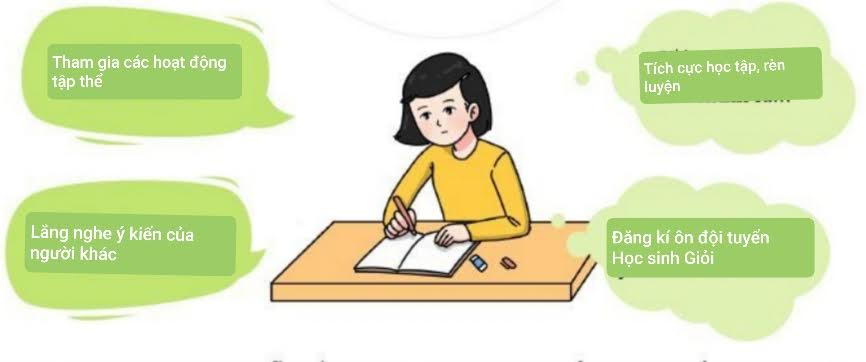 Tham gia các hoạt động
tập thể
Tích cực học tập, rèn
luyện
Lắng nghe ý kiến của
người khác
Đăng kí ôn đội tuyển
Học sinh Giỏi